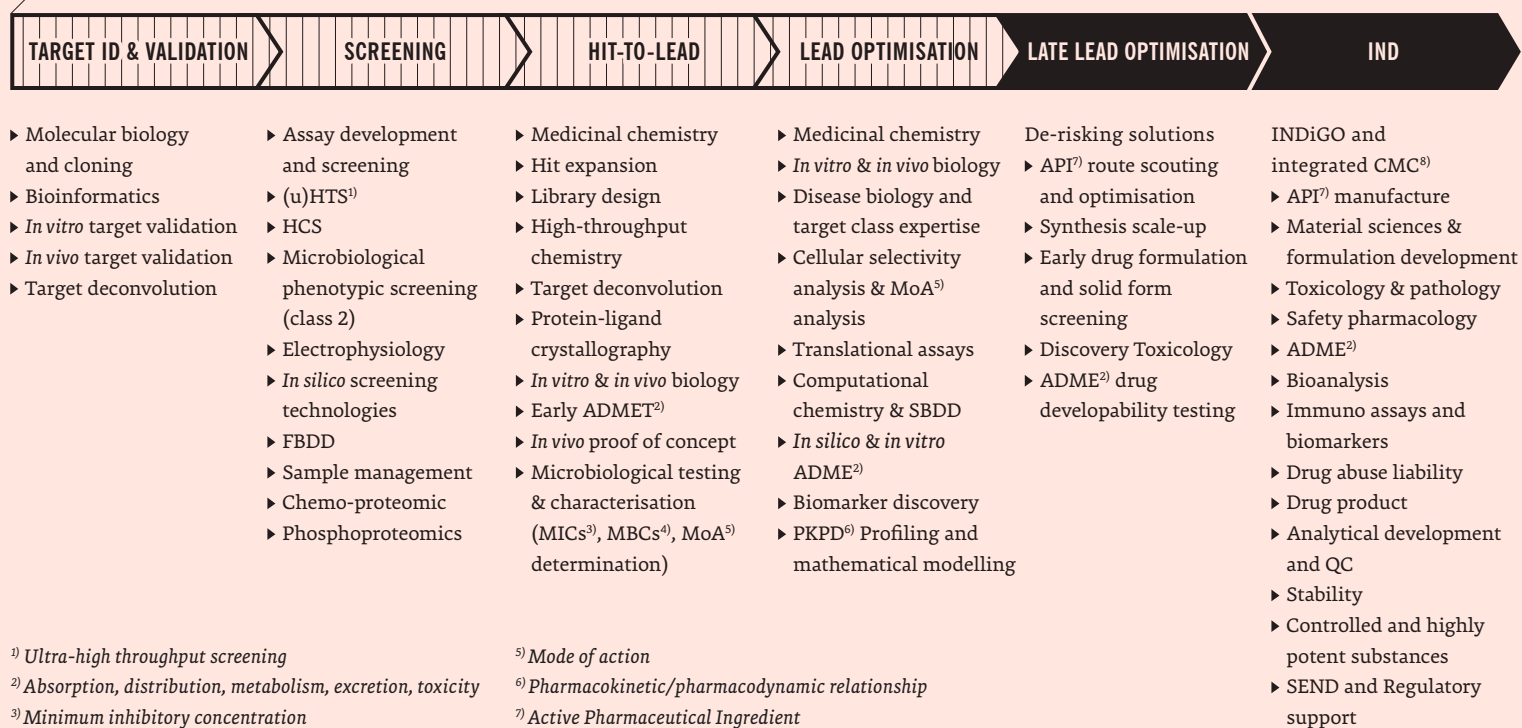 TARGET ID & VALIDATION
SCREENING
HIT-TO-LEAD
LEAD OPTIMISATION
LATE LEAD OPTIMISATION
IND
▶ Molecular biology
and cloning
▶ Bioinformatics
▶ In vitro target validation
▶ In vivo target validation
▶ Target deconvolution
▶ Assay development
and screening
▶ (u)HTS¹⁾
▶ HCS
▶ Microbiological
phenotypic screening
(class 2)
▶ Electrophysiology
▶ In silico screening
technologies
▶ FBDD
▶ Sample management
▶ Chemo-proteomic
▶ Phosphoproteomics
▶ Medicinal chemistry
▶ Hit expansion
▶ Library design
▶ High-throughput
chemistry
▶ Target deconvolution
▶ Protein-ligand
crystallography
▶ In vitro & in vivo biology
▶ Early ADMET²⁾
▶ In vivo proof of concept
▶ Microbiological testing
& characterisation
(MICs³⁾, MBCs⁴⁾, MoA⁵⁾
determination)
▶ Medicinal chemistry
▶ In vitro & in vivo biology
▶ Disease biology and
target class expertise
▶ Cellular selectivity
analysis & MoA⁵⁾
analysis
▶ Translational assays
▶ Computational
chemistry & SBDD
▶ In silico & in vitro
ADME²⁾
▶ Biomarker discovery
▶ PKPD⁶⁾ Profiling and
mathematical modelling
De-risking solutions
▶ API⁷⁾ route scouting
and optimisation
▶ Synthesis scale-up
▶ Early drug formulation
and solid form
screening
▶ Discovery Toxicology
▶ ADME²⁾ drug
developability testing
INDiGO and
integrated CMC⁸⁾
▶ API⁷⁾ manufacture
▶ Material sciences &
formulation development
▶ Toxicology & pathology
▶ Safety pharmacology
▶ ADME²⁾
▶ Bioanalysis
▶ Immuno assays and
biomarkers
▶ Drug abuse liability
▶ Drug product
▶ Analytical development
and QC
▶ Stability
▶ Controlled and highly
potent substances
▶ SEND and Regulatory
support
¹⁾ Ultra-high throughput screening
²⁾ Absorption, distribution, metabolism, excretion, toxicity
³⁾ Minimum inhibitory concentration
⁵⁾ Mode of action
⁶⁾ Pharmacokinetic/pharmacodynamic relationship
⁷⁾ Active Pharmaceutical Ingredient